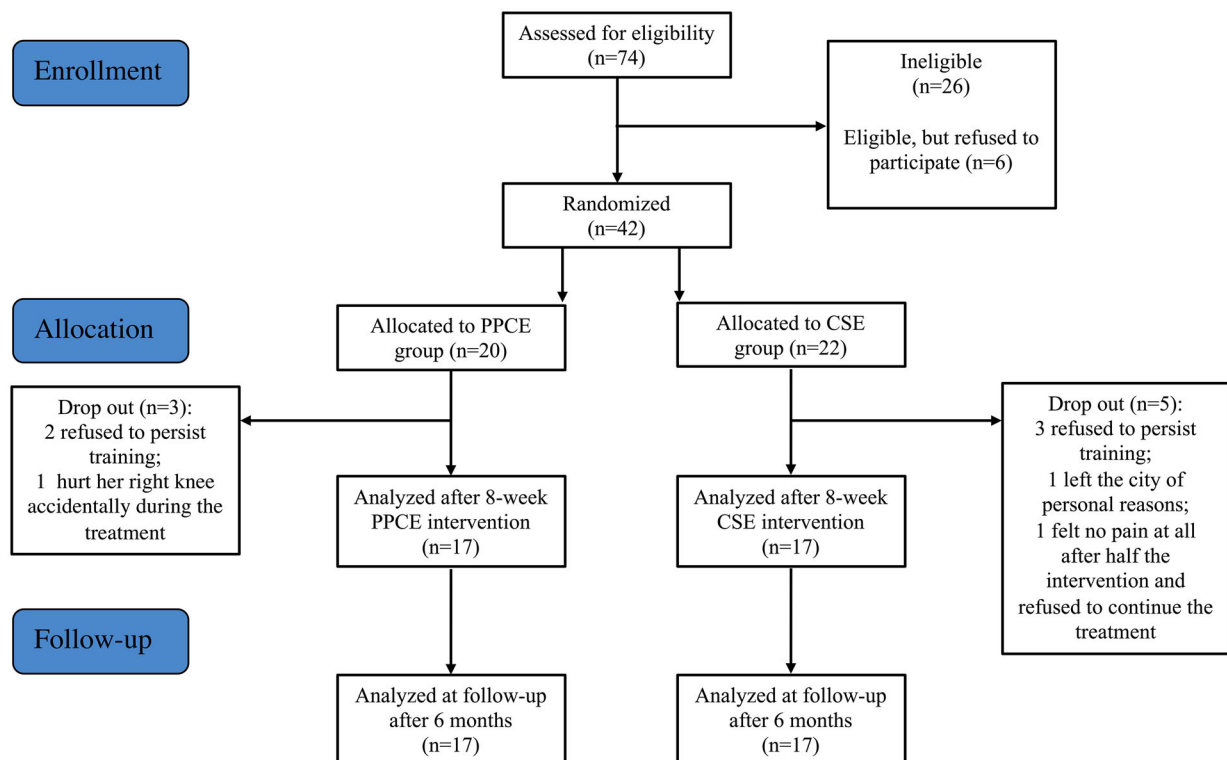 Enrollment
Assessed for eligibility
(n=74)
Ineligible
(n=26)
Eligible, but refused to
participate (n=6)
Randomized
(n=42)
Allocation
Allocated to PPCE
group (n=20)
Allocated to CSE
group (n=22)
Drop out (n=3):
2 refused to persist
training;
1 hurt her right knee
accidentally during the
treatment
Analyzed after 8-week
PPCE intervention
(n=17)
Analyzed after 8-week
CSE intervention
(n=17)
Drop out (n=5):
3 refused to persist
training;
1 left the city of
personal reasons;
1 felt no pain at all
after half the
intervention and
refused to continue the
treatment
Follow-up
Analyzed at follow-up
after 6 months
(n=17)
Analyzed at follow-up
after 6 months
(n=17)